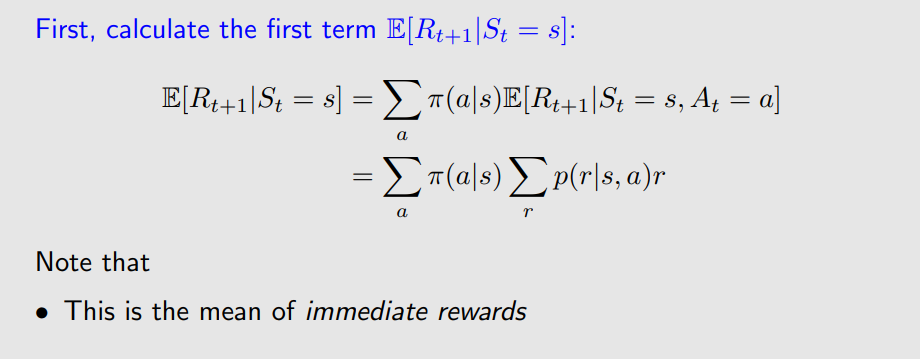 First, calculate the first term 𝔼[R_{t+1}|S_t = s]:
𝔼[R_{t+1}|S_t = s] = ∑_a π(a|s)𝔼[R_{t+1}|S_t = s, A_t = a]
= ∑_a π(a|s) ∑_r p(r|s, a)r
Note that
• This is the mean of immediate rewards